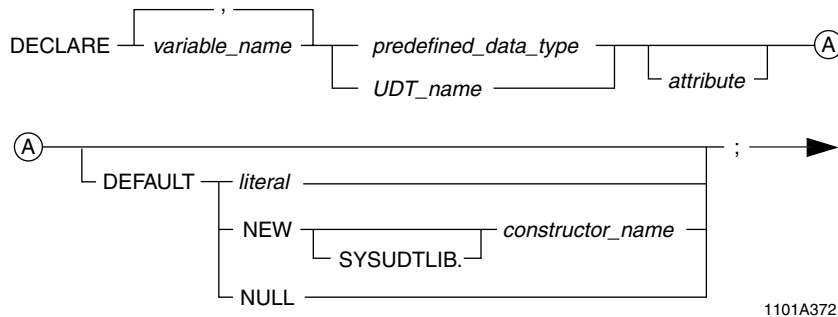 ,
DECLARE variable_name predefined_data_type A
UDT_name attribute
A ;
DEFAULT literal
NEW constructor_name
SYSUDTLIB.
NULL
1101A372